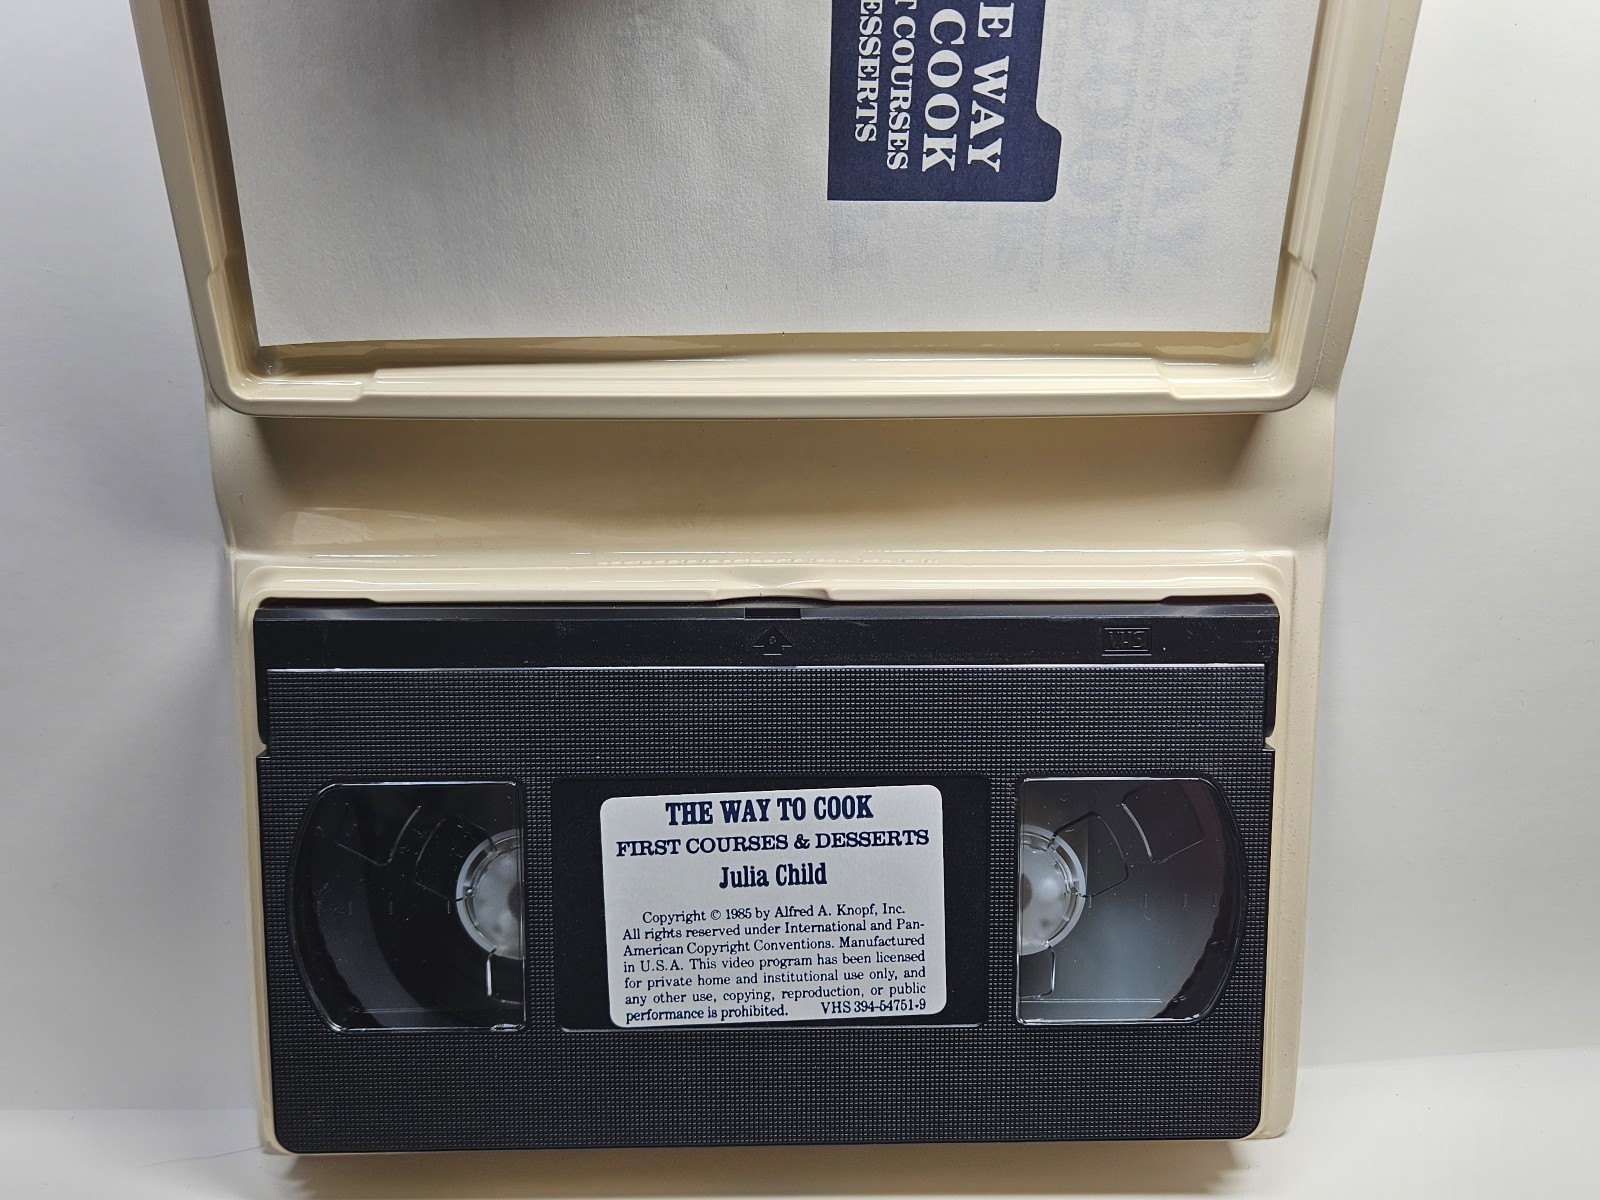 E WAY
COOK
T COURSES
ESSERTS
VHS
THE WAY TO COOK
FIRST COURSES & DESSERTS
Julia Child
Copyright © 1985 by Alfred A. Knopf, Inc.
All rights reserved under International and Pan-
American Copyright Conventions. Manufactured
in U.S.A. This video program has been licensed
for private home and institutional use only, and
any other use, copying, reproduction, or public
performance is prohibited. VHS 394-54751-9